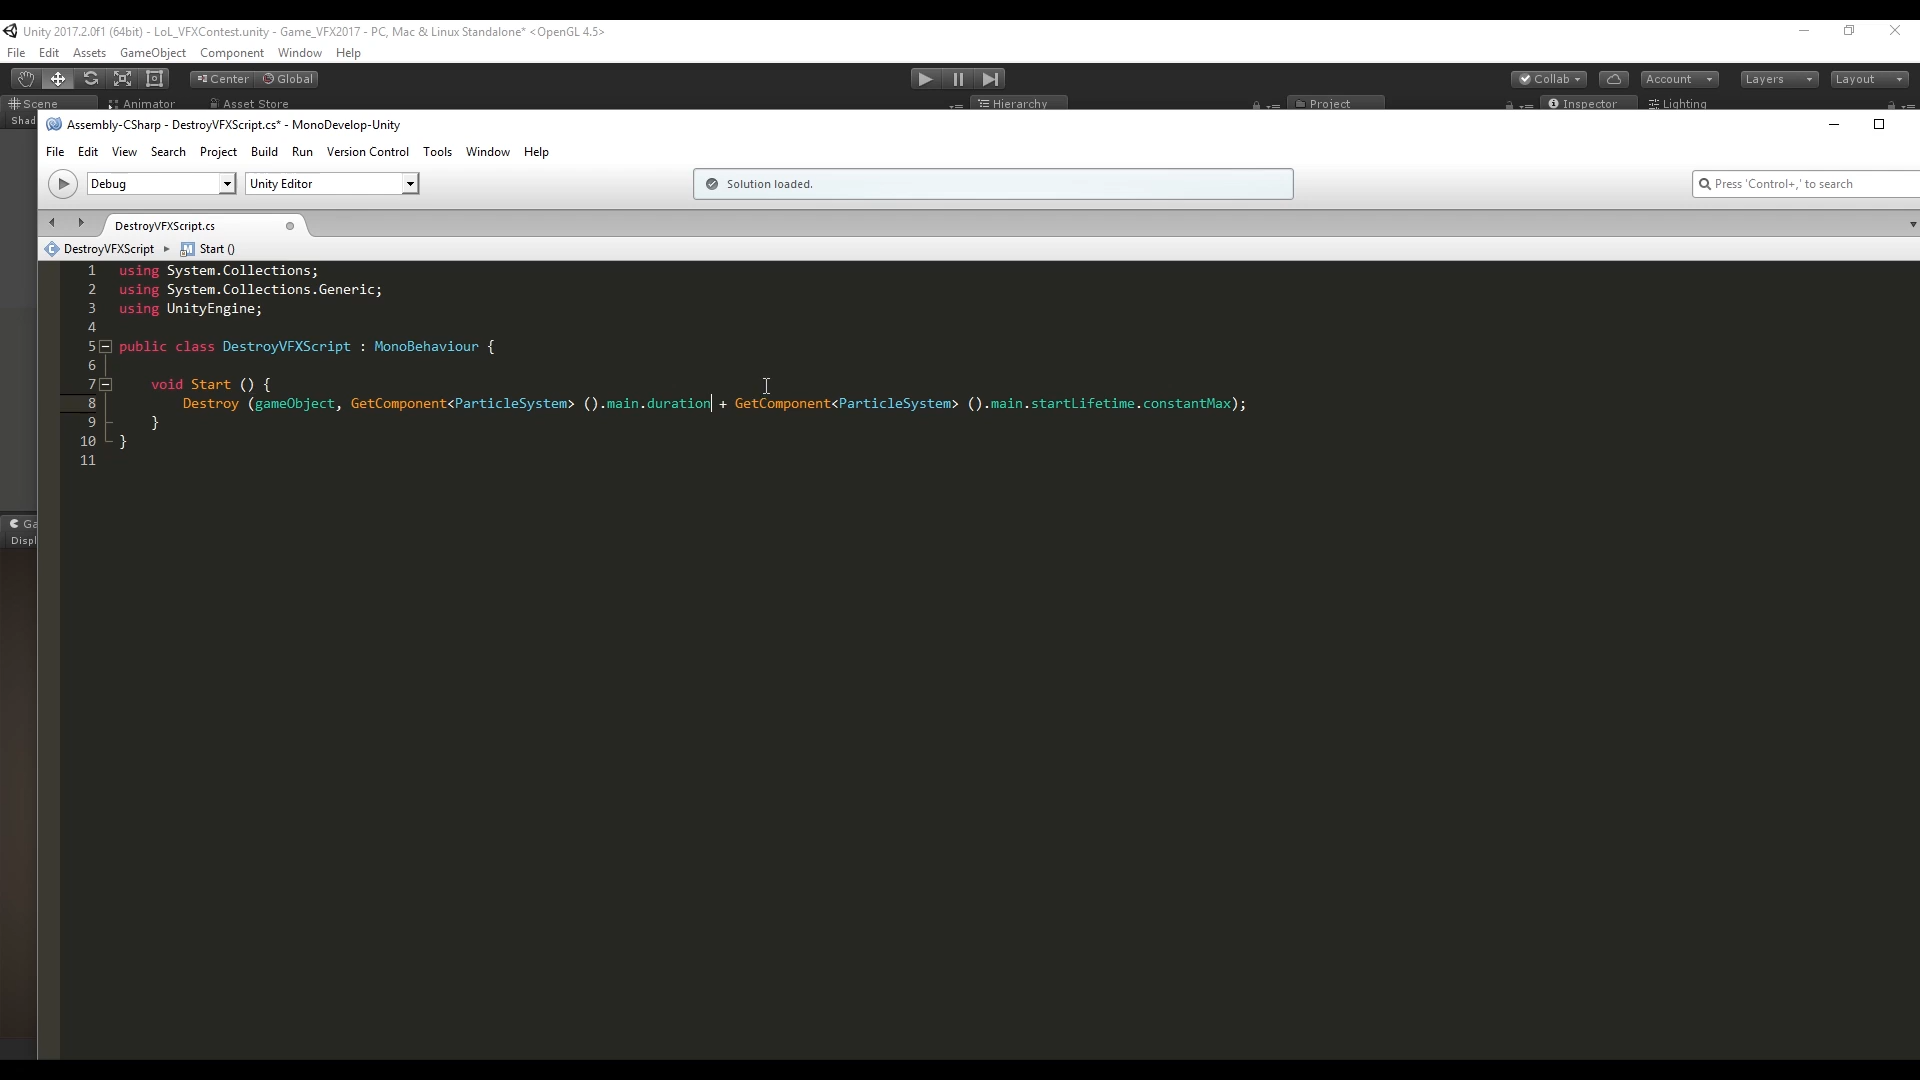 Unity 2017.2.0f1 (64bit) - LoL_VFXContest.unity - Game_VFX2017 - PC, Mac & Linux Standalone* <OpenGL 4.5>
File Edit Assets GameObject Component Window Help
Center Global Collab Account Layers Layout
Scene Animator Asset Store Hierarchy Project Inspector Lighting
Shad
Assembly-CSharp - DestroyVFXScript.cs* - MonoDevelop-Unity
File Edit View Search Project Build Run Version Control Tools Window Help
Debug Unity Editor Solution loaded. Press 'Control+,' to search
DestroyVFXScript.cs
DestroyVFXScript Start ()
1 using System.Collections;
2 using System.Collections.Generic;
3 using UnityEngine;
4
5 public class DestroyVFXScript : MonoBehaviour {
6
7 void Start () {
8 Destroy (gameObject, GetComponent<ParticleSystem> ().main.duration + GetComponent<ParticleSystem> ().main.startLifetime.constantMax);
9 }
10 }
11
Ga
Displ